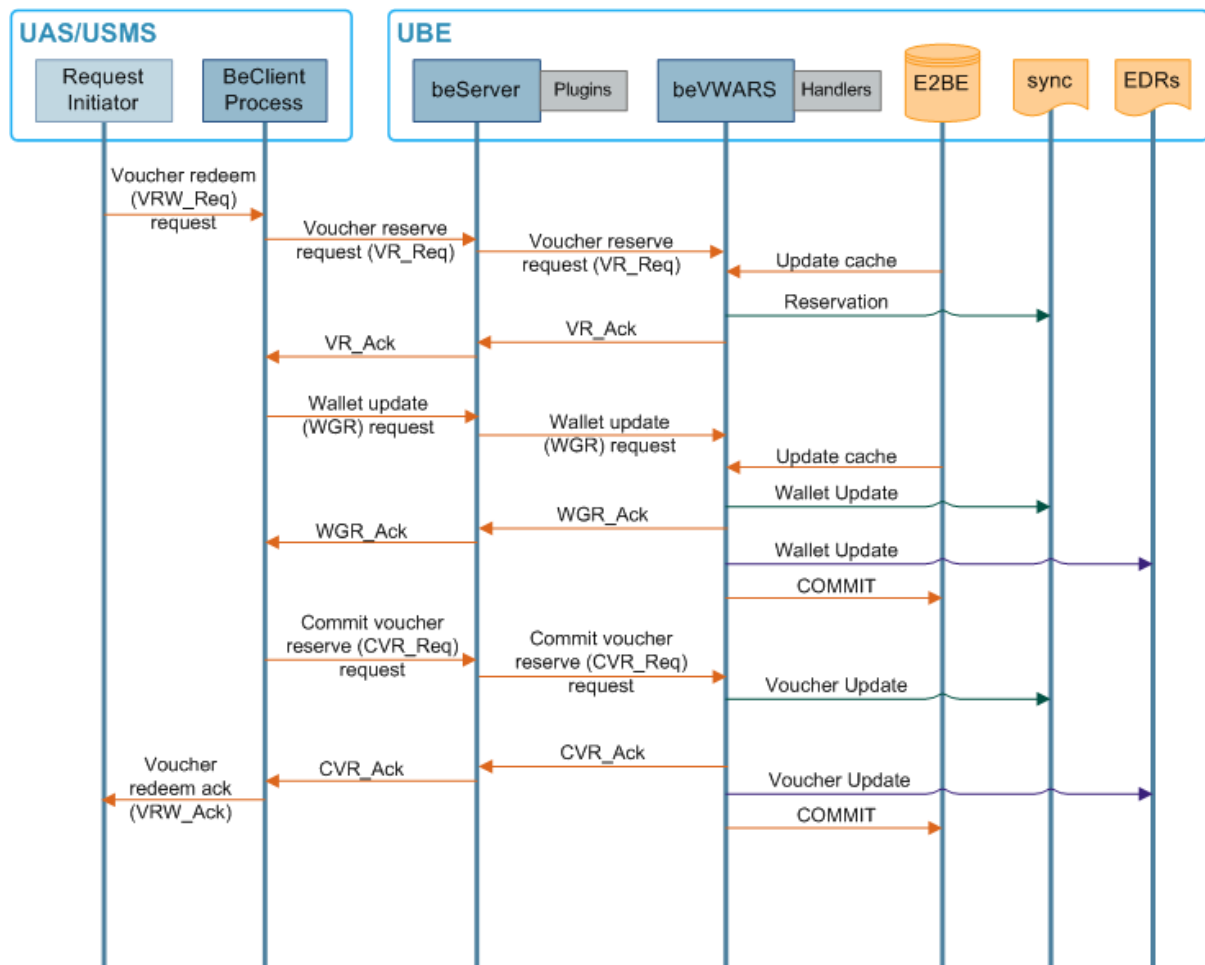 UAS/USMS
UBE
Request
Initiator
BeClient
Process
beServer
Plugins
beVWARS
Handlers
E2BE
sync
EDRs
Voucher redeem
(VRW_Req)
request
Voucher reserve
request (VR_Req)
Voucher reserve
request (VR_Req)
Update cache
Reservation
VR_Ack
VR_Ack
Wallet update
(WGR) request
Wallet update
(WGR) request
Update cache
Wallet Update
WGR_Ack
WGR_Ack
Wallet Update
COMMIT
Commit voucher
reserve (CVR_Req)
request
Commit voucher
reserve (CVR_Req)
request
Voucher Update
CVR_Ack
CVR_Ack
Voucher
redeem ack
(VRW_Ack)
Voucher Update
COMMIT